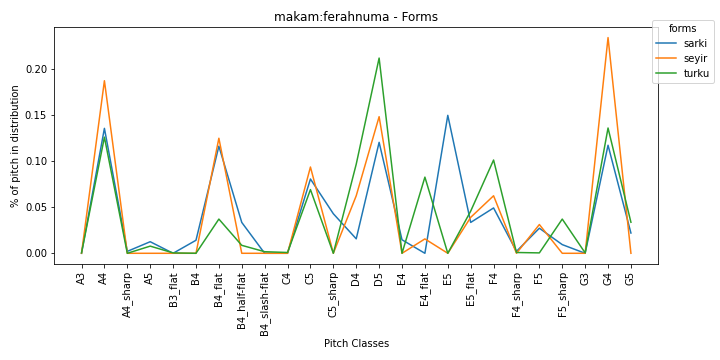 makam:ferahnuma - Forms
forms
sarki
seyir
turku
% of pitch in distribution
0.20
0.15
0.10
0.05
0.00
A3
A4
A4_sharp
A5
B3_flat
B4
B4_flat
B4_half-flat
B4_slash-flat
C4
C5
C5_sharp
D4
D5
E4
E4_flat
E5
E5_flat
F4
F4_sharp
F5
F5_sharp
G3
G4
G5
Pitch Classes